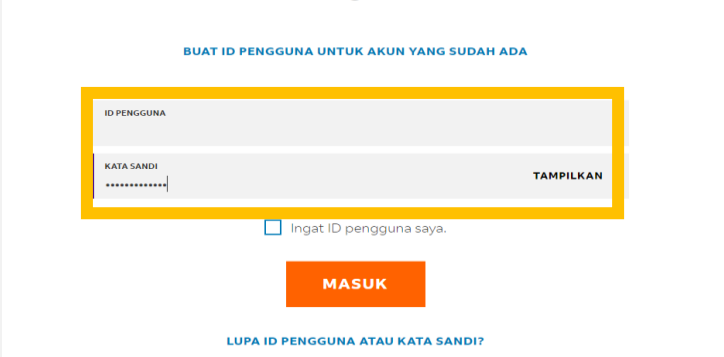 BUAT ID PENGGUNA UNTUK AKUN YANG SUDAH ADA
ID PENGGUNA
KATA SANDI
•••••••••••••
TAMPILKAN
Ingat ID pengguna saya.
MASUK
LUPA ID PENGGUNA ATAU KATA SANDI?